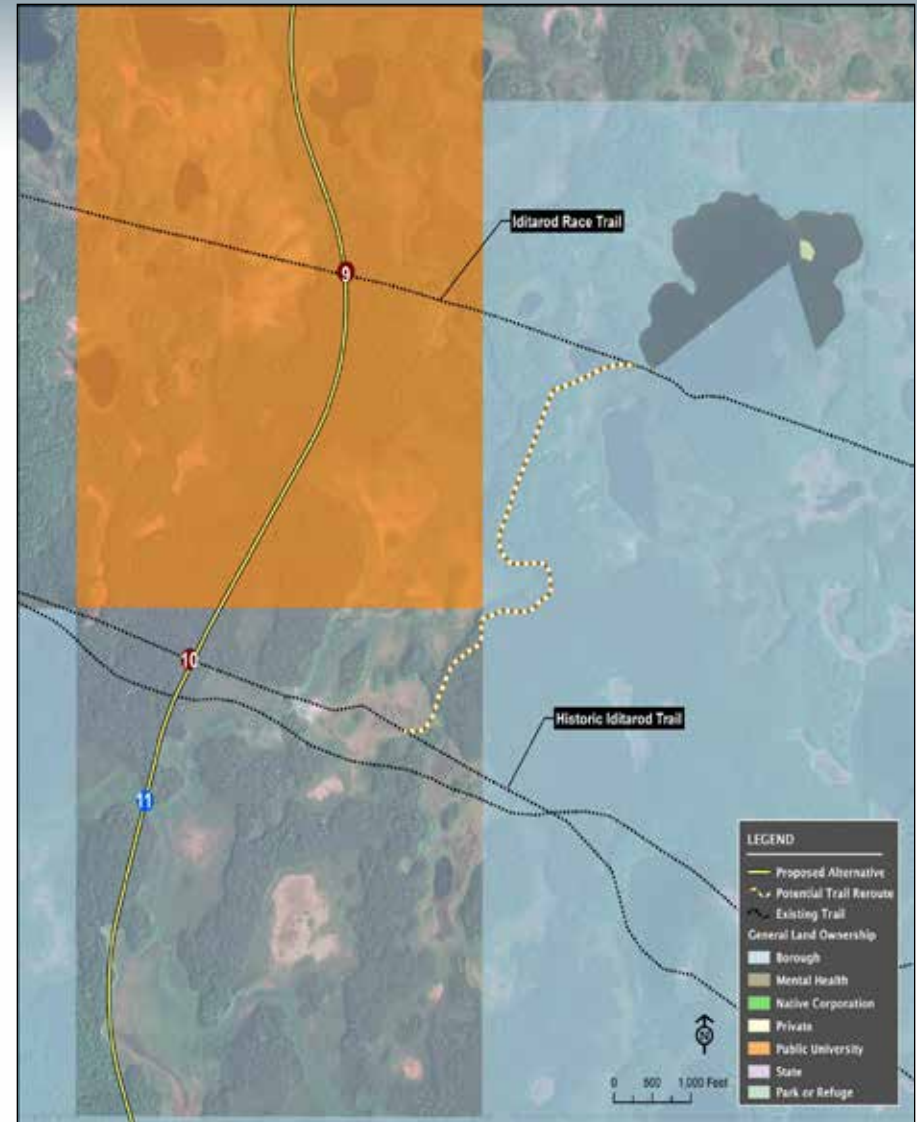 Iditarod Race Trail
9
10
Historic Iditarod Trail
11
LEGEND
Proposed Alternative
Potential Trail Reroute
Existing Trail
General Land Ownership
Borough
Mental Health
Native Corporation
Private
Public University
State
Park or Refuge
N
0 500 1,000 Feet